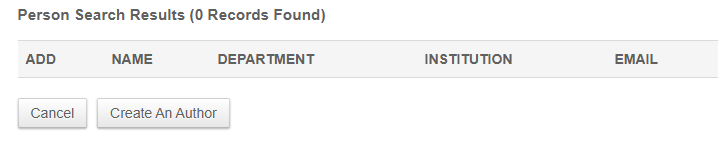 Person Search Results (0 Records Found)
ADD NAME DEPARTMENT INSTITUTION EMAIL
Cancel Create An Author